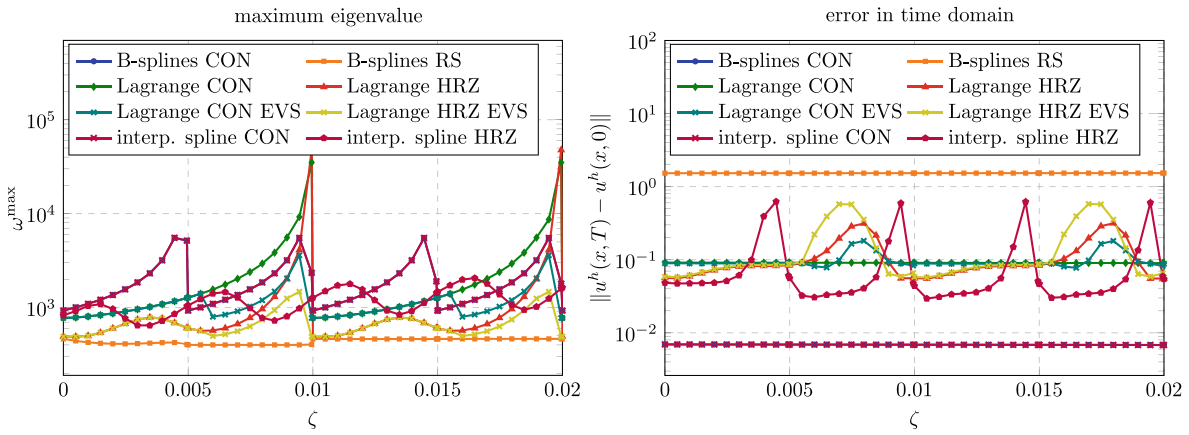 maximum eigenvalue
B-splines CON
B-splines RS
Lagrange CON
Lagrange HRZ
Lagrange CON EVS
Lagrange HRZ EVS
interp. spline CON
interp. spline HRZ
10^5
10^4
10^3
ω^max
0
0.005
0.01
0.015
0.02
ζ
error in time domain
B-splines CON
B-splines RS
Lagrange CON
Lagrange HRZ
Lagrange CON EVS
Lagrange HRZ EVS
interp. spline CON
interp. spline HRZ
10^2
10^1
10^0
10^-1
10^-2
‖u^h(x, T) − u^h(x, 0)‖
0
0.005
0.01
0.015
0.02
ζ